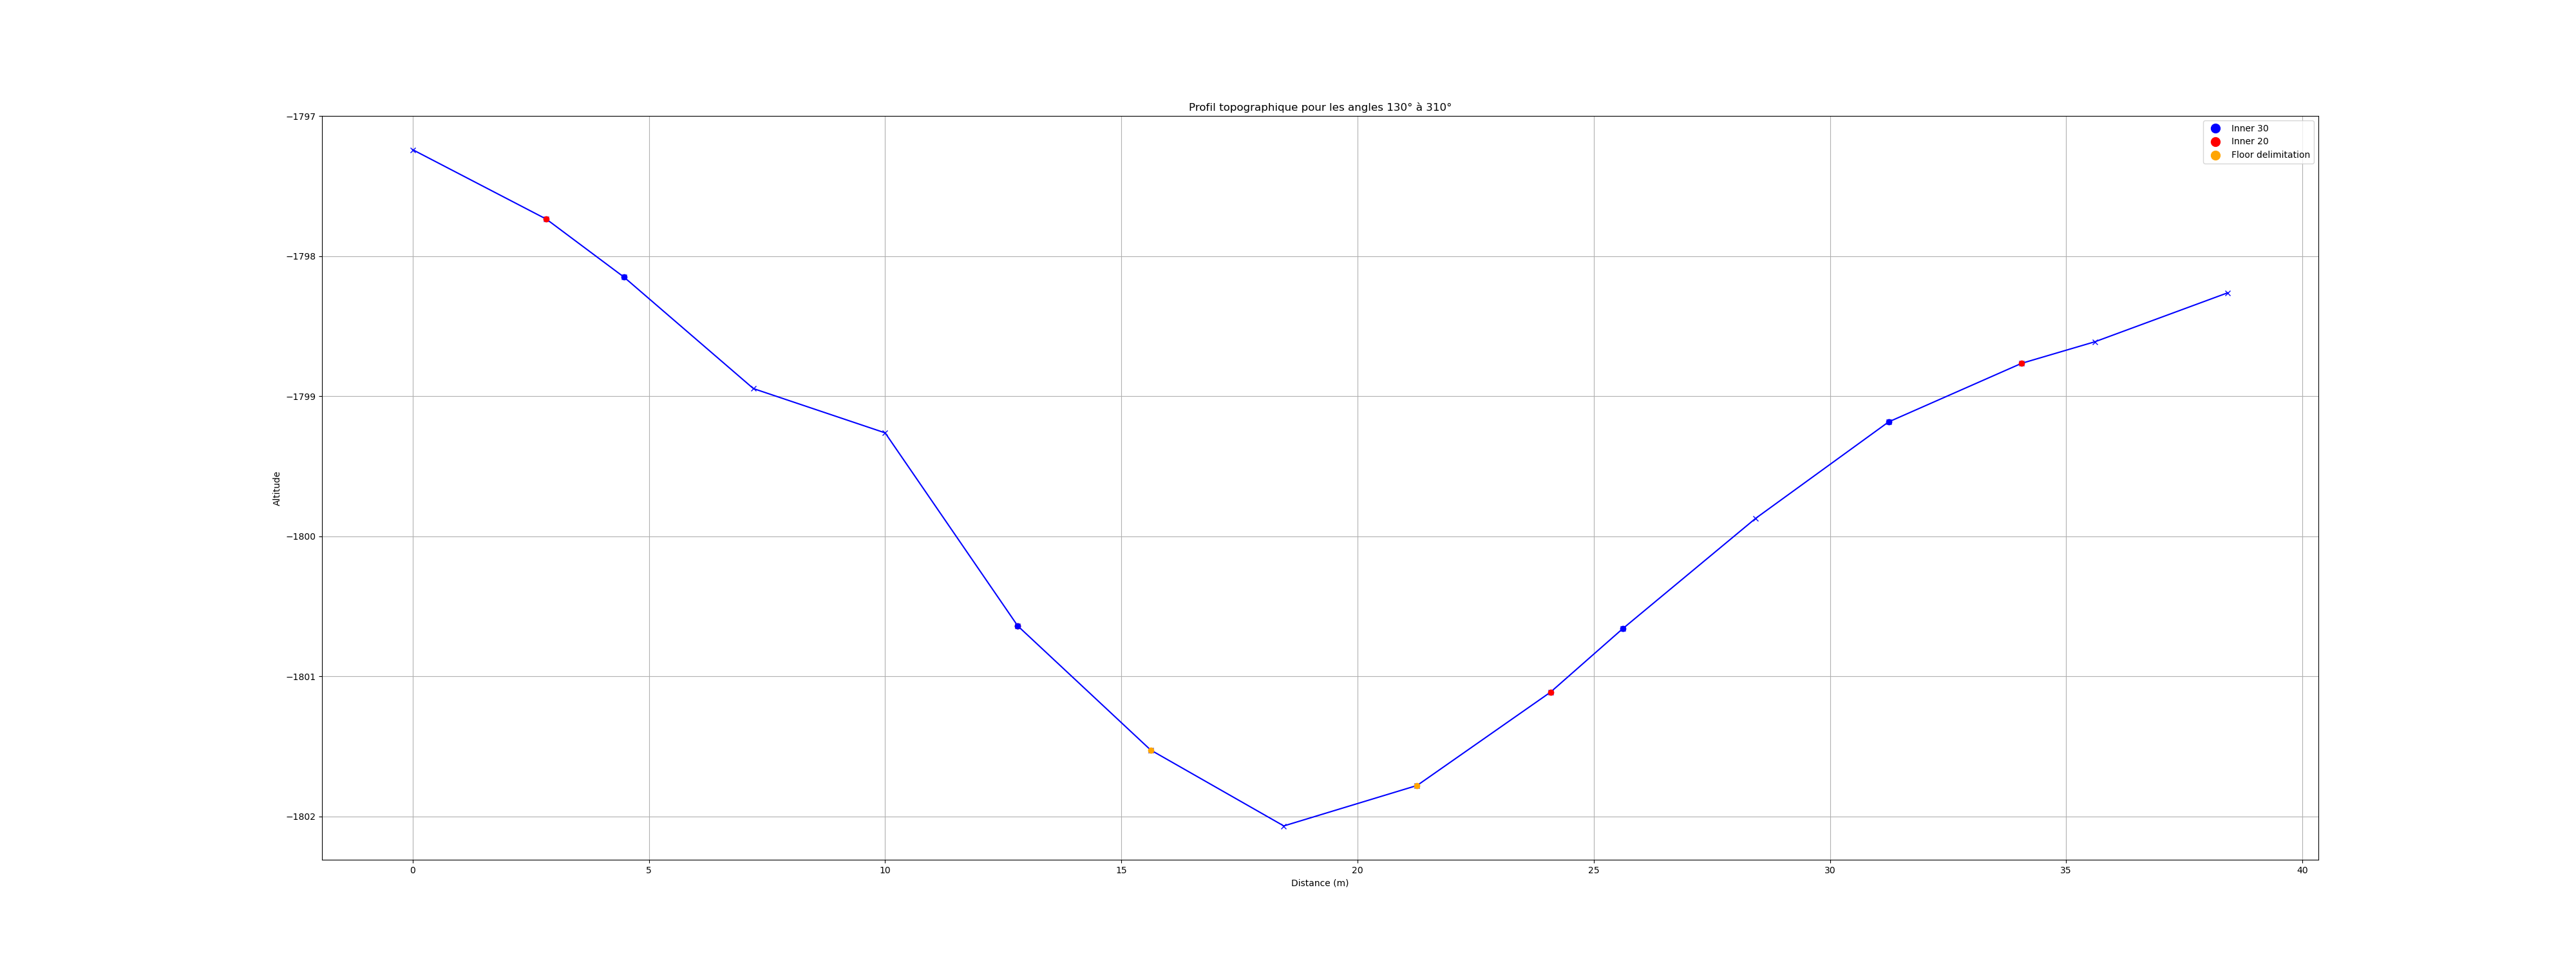 Profil topographique pour les angles 130° à 310°
Inner 30
Inner 20
Floor delimitation
−1797
−1798
−1799
−1800
−1801
−1802
Altitude
0 5 10 15 20 25 30 35 40
Distance (m)